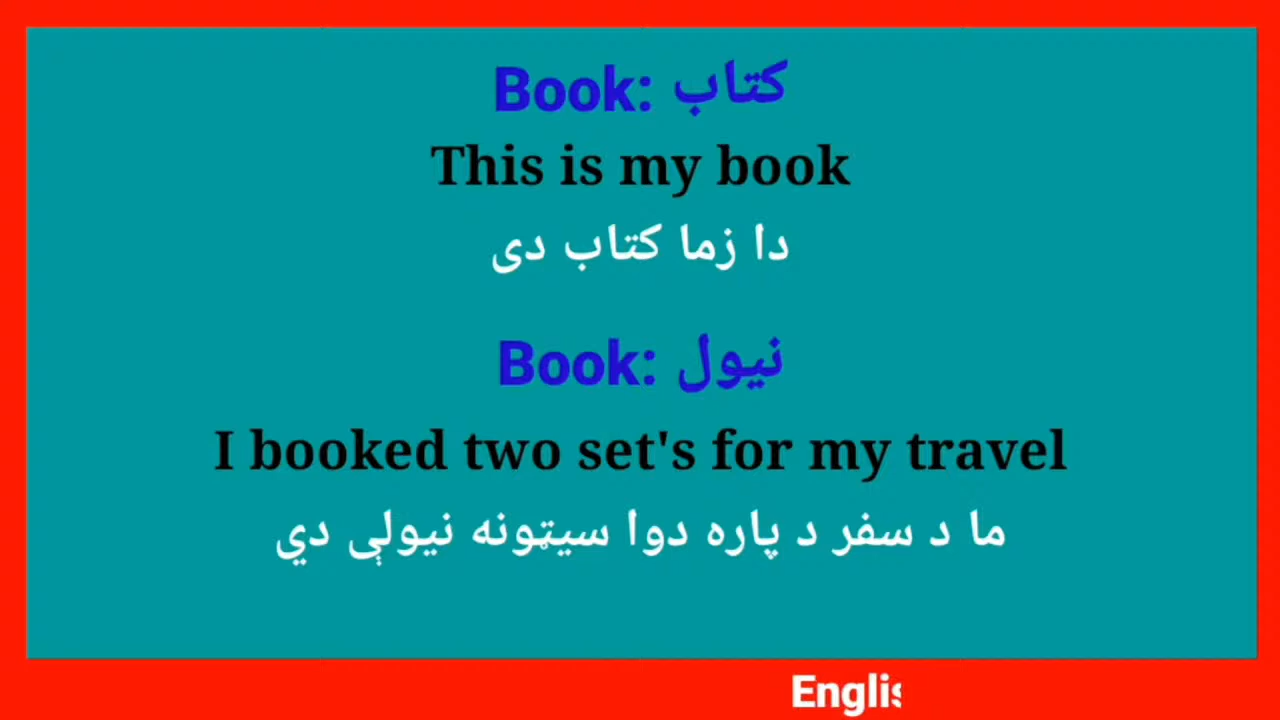 Book: کتاب
This is my book
دا زما کتاب دی
Book: نیول
I booked two set's for my travel
ما د سفر د پاره دوا سیټونه نیولې دي
Englis